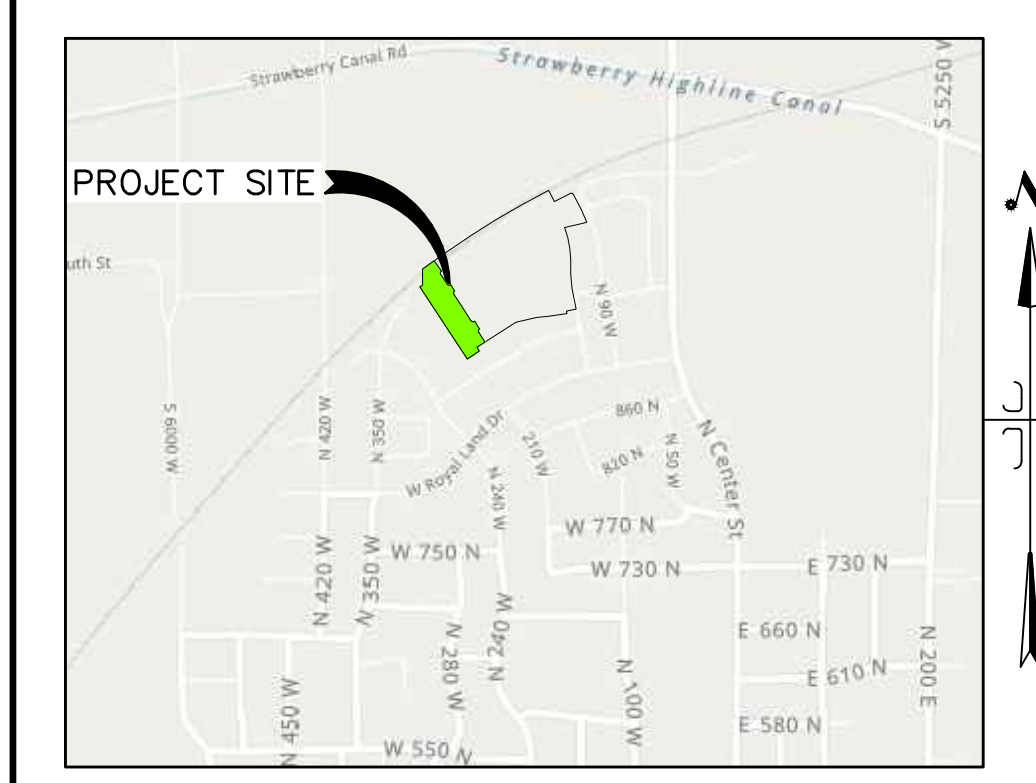 Strawberry Canal Rd
Strawberry Highline Canal
S 5250 W
PROJECT SITE
uth St
N 90 W
S 6000 W
N 420 W
N 350 W
860 N
W Royal Land Dr
210 W
820 N
N 50 W
N Center St
N 240 W
W 770 N
W 750 N
N 420 W
N 350 W
W 730 N
E 730 N
N 240 W
N 280 W
E 660 N
N 200 E
N 100 W
E 610 N
N 450 W
E 580 N
W 550 N